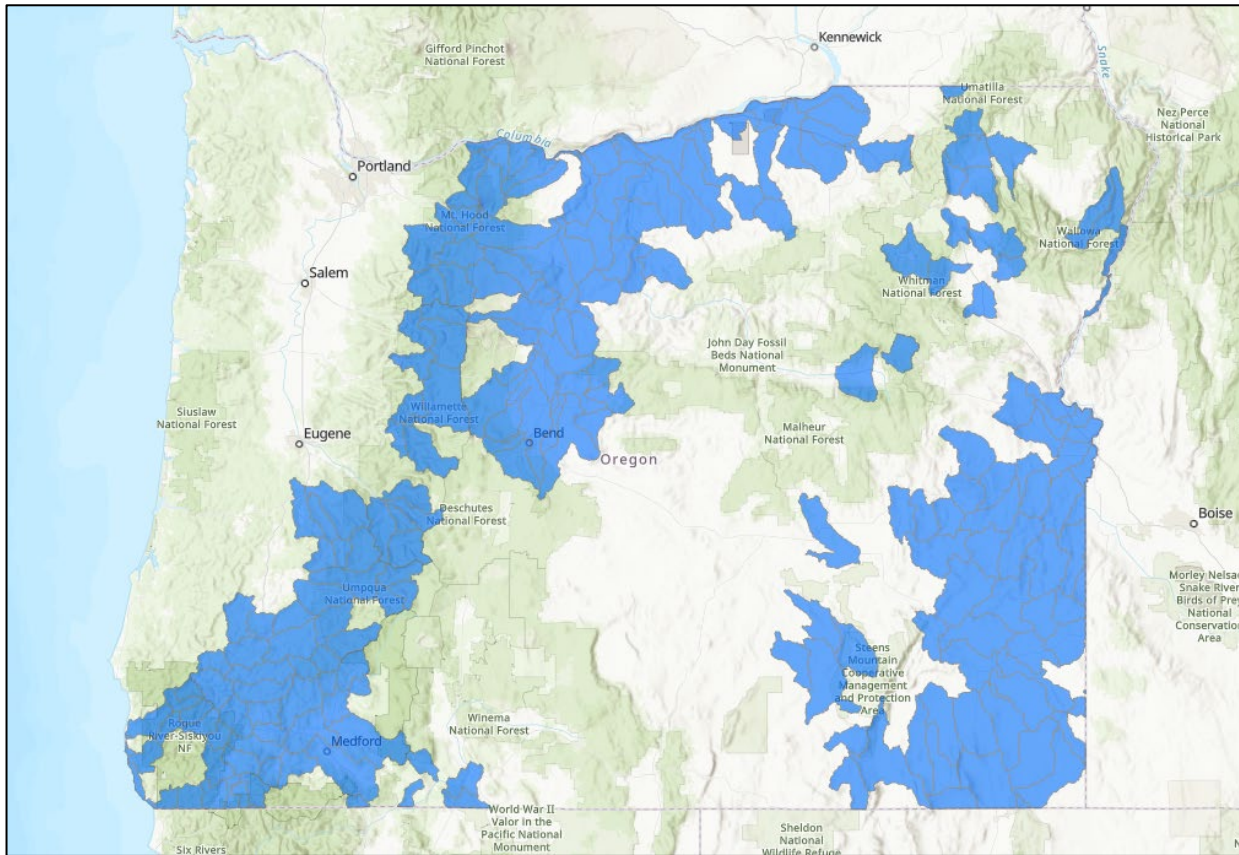 Gifford Pinchot
National Forest
Kennewick
Snake
Umatilla
National Forest
Nez Perce
National
Historical Park
Columbia
Portland
Mt. Hood
National Forest
Wallowa
National Forest
Salem
Whitman
National Forest
John Day Fossil
Beds National
Monument
Siuslaw
National Forest
Willamette
National Forest
Malheur
National Forest
Eugene
Bend
Oregon
Deschutes
National Forest
Boise
Umpqua
National Forest
Morley Nelson
Snake River
Birds of Prey
National
Conservation
Area
Steens
Mountain
Cooperative
Management
and Protection
Area
Rogue
River-Siskiyou
NF
Winema
National Forest
Medford
World War II
Valor in the
Pacific National
Monument
Sheldon
National
Wildlife Refuge
Six Rivers